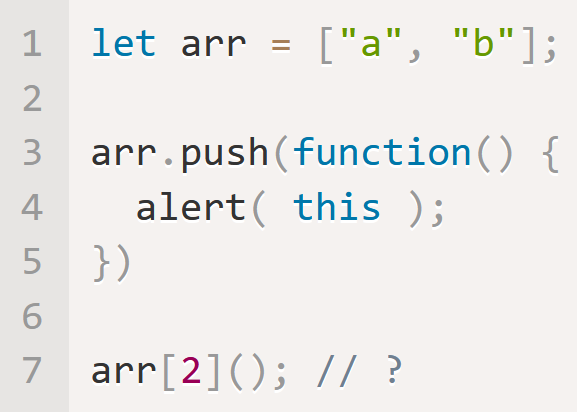 1 let arr = ["a", "b"];
2
3 arr.push(function() {
4   alert( this );
5 })
6
7 arr[2](); // ?